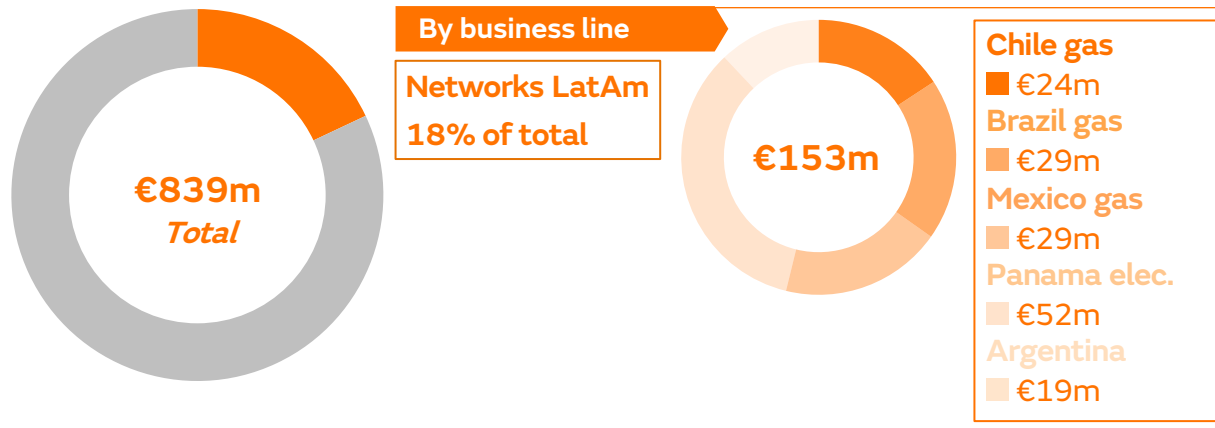 €839m
Total
By business line
Networks LatAm
18% of total
€153m
Chile gas
€24m
Brazil gas
€29m
Mexico gas
€29m
Panama elec.
€52m
Argentina
€19m